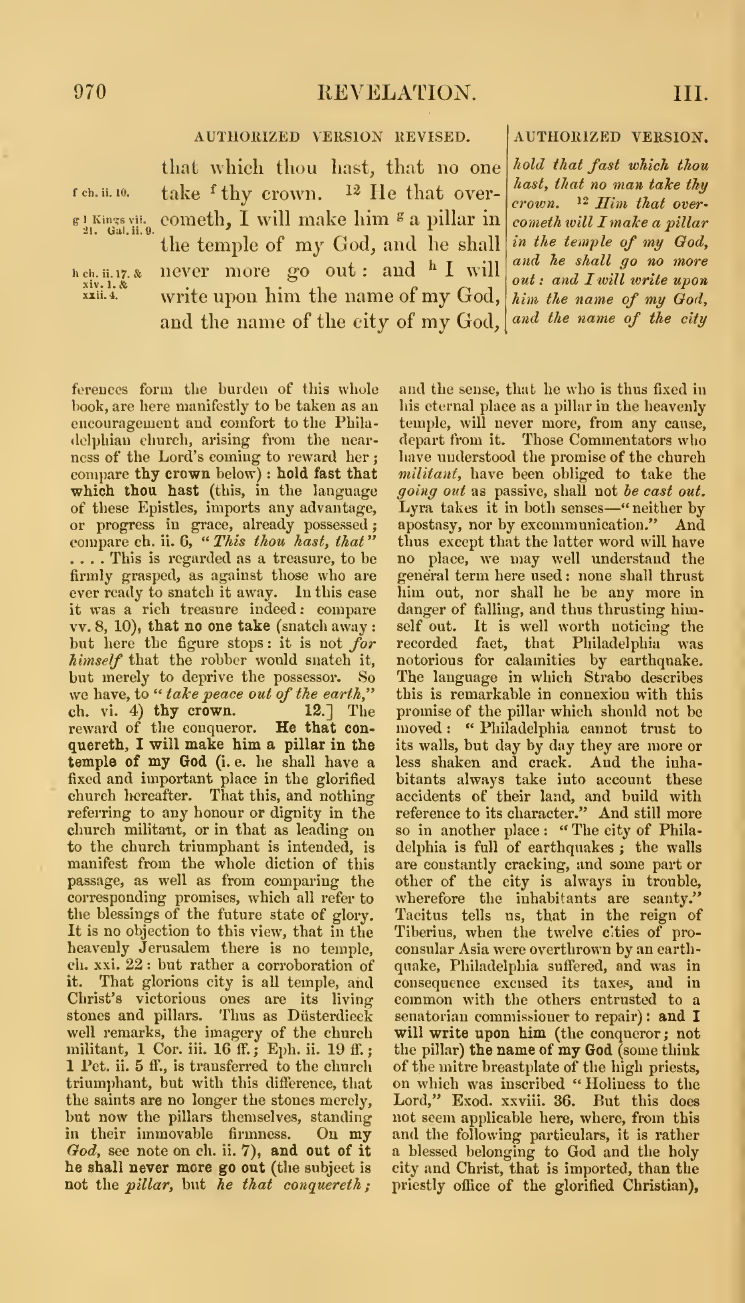 970 REVELATION. III.
AUTHORIZED VERSION REVISED.
f ch. ii. 10.
g 1 Kings vii.
21. Gal. ii. 9.
h ch. ii. 17. &
xiv. 1. &
xxii. 4.
that which thou hast, that no one
take f thy crown. 12 He that over-
cometh, I will make him g a pillar in
the temple of my God, and he shall
never more go out : and h I will
write upon him the name of my God,
and the name of the city of my God,
AUTHORIZED VERSION.
hold that fast which thou
hast, that no man take thy
crown. 12 Him that over-
cometh will I make a pillar
in the temple of my God,
and he shall go no more
out : and I will write upon
him the name of my God,
and the name of the city
ferences form the burden of this whole
book, are here manifestly to be taken as an
encouragement and comfort to the Phila-
delphian church, arising from the near-
ness of the Lord's coming to reward her ;
compare thy crown below) : hold fast that
which thou hast (this, in the language
of these Epistles, imports any advantage,
or progress in grace, already possessed ;
compare ch. ii. 6, “ This thou hast, that ”
. . . . This is regarded as a treasure, to be
firmly grasped, as against those who are
ever ready to snatch it away. In this case
it was a rich treasure indeed : compare
vv. 8, 10), that no one take (snatch away :
but here the figure stops : it is not for
himself that the robber would snatch it,
but merely to deprive the possessor. So
we have, to “ take peace out of the earth,”
ch. vi. 4) thy crown. 12.] The
reward of the conqueror. He that con-
quereth, I will make him a pillar in the
temple of my God (i. e. he shall have a
fixed and important place in the glorified
church hereafter. That this, and nothing
referring to any honour or dignity in the
church militant, or in that as leading on
to the church triumphant is intended, is
manifest from the whole diction of this
passage, as well as from comparing the
corresponding promises, which all refer to
the blessings of the future state of glory.
It is no objection to this view, that in the
heavenly Jerusalem there is no temple,
ch. xxi. 22 : but rather a corroboration of
it. That glorious city is all temple, and
Christ's victorious ones are its living
stones and pillars. Thus as Düsterdieck
well remarks, the imagery of the church
militant, 1 Cor. iii. 16 ff. ; Eph. ii. 19 ff. ;
1 Pet. ii. 5 ff., is transferred to the church
triumphant, but with this difference, that
the saints are no longer the stones merely,
but now the pillars themselves, standing
in their immovable firmness. On my
God, see note on ch. ii. 7), and out of it
he shall never more go out (the subject is
not the pillar, but he that conquereth ;
and the sense, that he who is thus fixed in
his eternal place as a pillar in the heavenly
temple, will never more, from any cause,
depart from it. Those Commentators who
have understood the promise of the church
militant, have been obliged to take the
going out as passive, shall not be cast out.
Lyra takes it in both senses—“ neither by
apostasy, nor by excommunication.” And
thus except that the latter word will have
no place, we may well understand the
general term here used : none shall thrust
him out, nor shall he be any more in
danger of falling, and thus thrusting him-
self out. It is well worth noticing the
recorded fact, that Philadelphia was
notorious for calamities by earthquake.
The language in which Strabo describes
this is remarkable in connexion with this
promise of the pillar which should not be
moved : “ Philadelphia cannot trust to
its walls, but day by day they are more or
less shaken and crack. And the inha-
bitants always take into account these
accidents of their land, and build with
reference to its character.” And still more
so in another place : “ The city of Phila-
delphia is full of earthquakes ; the walls
are constantly cracking, and some part or
other of the city is always in trouble,
wherefore the inhabitants are scanty.”
Tacitus tells us, that in the reign of
Tiberius, when the twelve cities of pro-
consular Asia were overthrown by an earth-
quake, Philadelphia suffered, and was in
consequence excused its taxes, and in
common with the others entrusted to a
senatorian commissioner to repair) : and I
will write upon him (the conqueror ; not
the pillar) the name of my God (some think
of the mitre breastplate of the high priests,
on which was inscribed “ Holiness to the
Lord,” Exod. xxviii. 36. But this does
not seem applicable here, where, from this
and the following particulars, it is rather
a blessed belonging to God and the holy
city and Christ, that is imported, than the
priestly office of the glorified Christian),